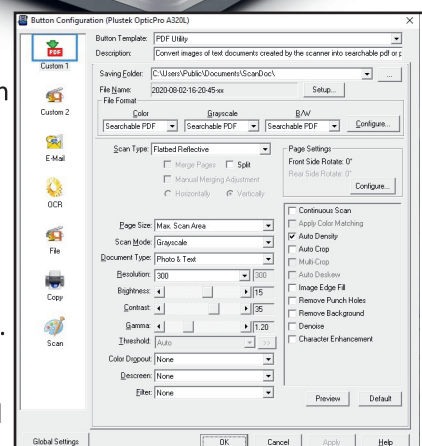 Button Configuration (Plustek OpticPro A320L)
Button Template: PDF Utility
Description: Convert images of text documents created by the scanner into searchable pdf or p
PDF
Custom 1
Custom 2
E-Mail
OCR
File
Copy
Scan
Global Settings
Saving Folder: C:\Users\Public\Documents\ScanDoc\ ...
File Name: 2020-08-02-16-20-45-xx Setup...
File Format
Color Grayscale B/W
Searchable PDF Searchable PDF Searchable PDF Configure...
Scan Type: Flatbed Reflective
Merge Pages Split
Manual Merging Adjustment
Horizontally Vertically
Page Settings
Front Side Rotate: 0°
Rear Side Rotate: 0°
Configure...
Page Size: Max. Scan Area
Scan Mode: Grayscale
Document Type: Photo & Text
Resolution: 300 300
Brightness: 15
Contrast: 35
Gamma: 1.20
Threshold: Auto >>
Color Dropout: None
Descreen: None
Filter: None
Continuous Scan
Apply Color Matching
Auto Density
Auto Crop
Multi-Crop
Auto Deskew
Image Edge Fill
Remove Punch Holes
Remove Background
Denoise
Character Enhancement
Preview Default
OK Cancel Apply Help